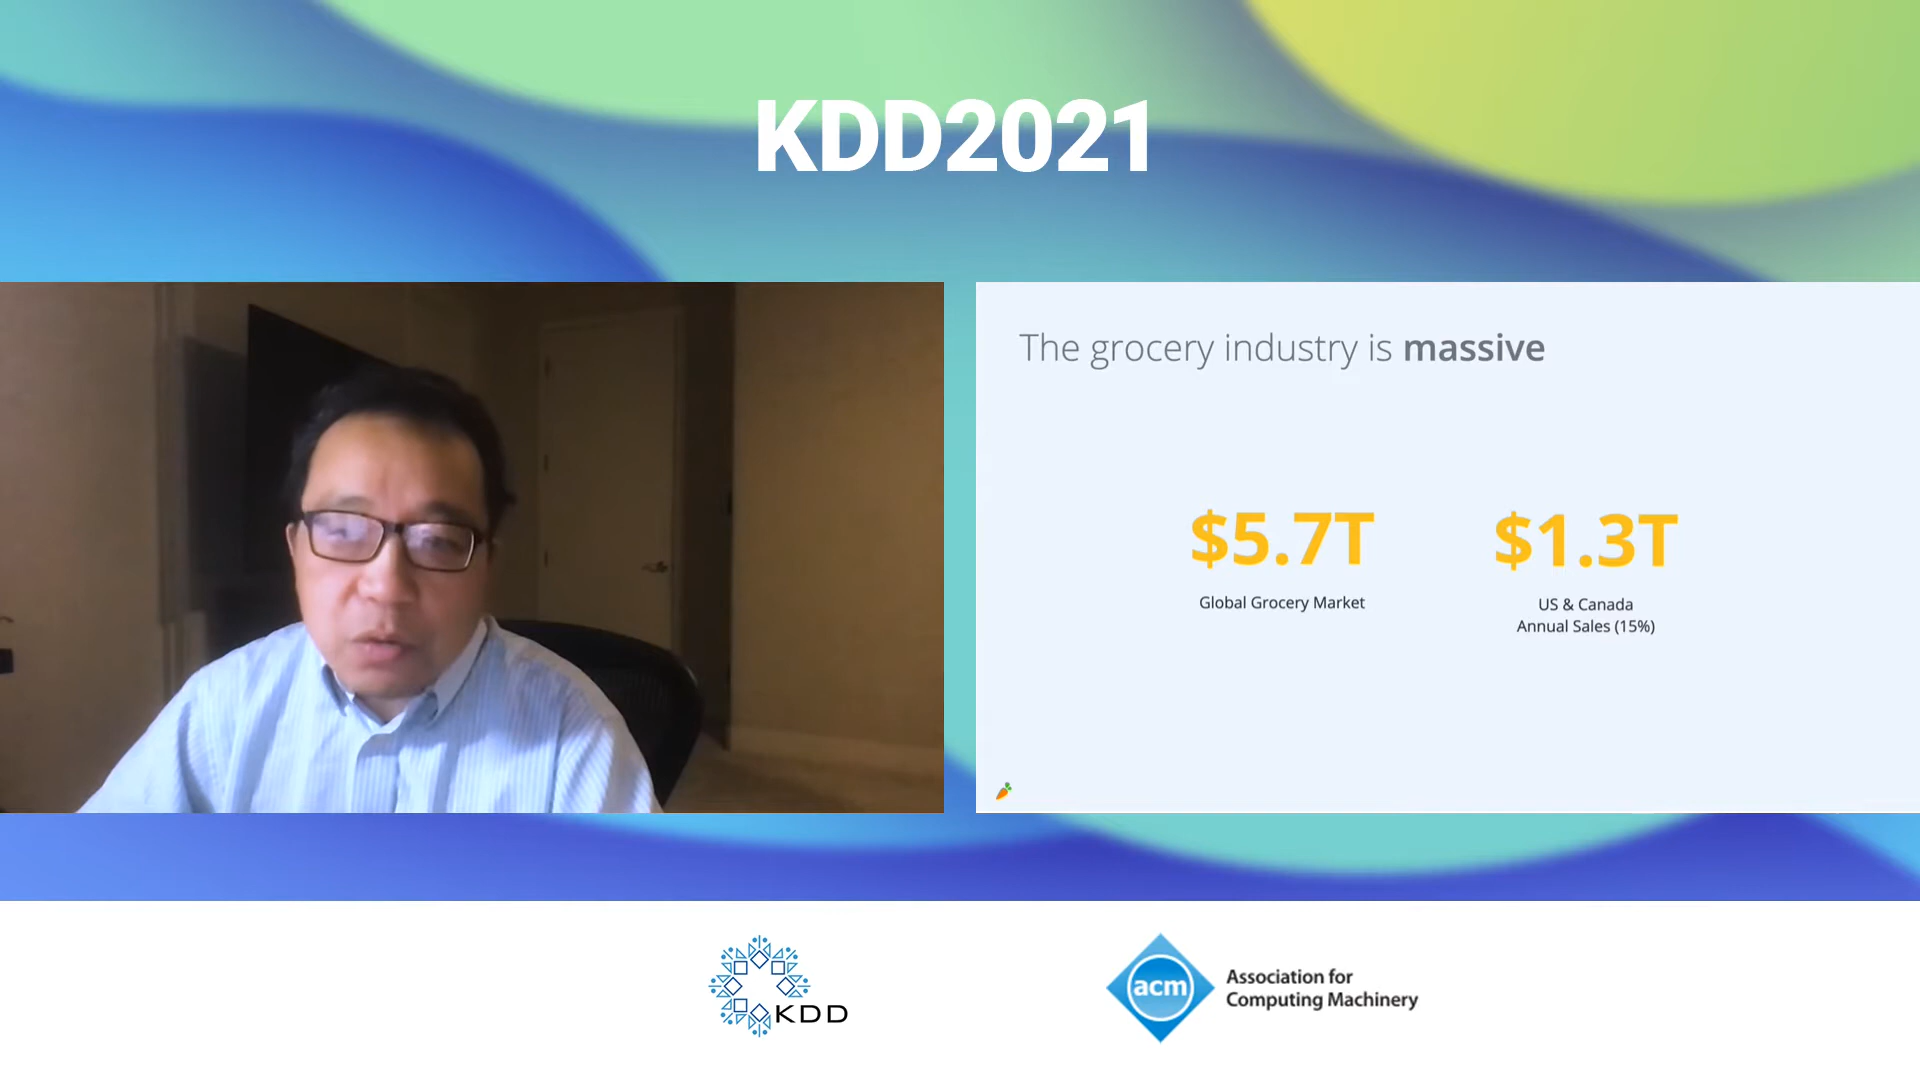 KDD2021
The grocery industry is massive
$5.7T
Global Grocery Market
$1.3T
US & Canada
Annual Sales (15%)
KDD
acm
Association for
Computing Machinery